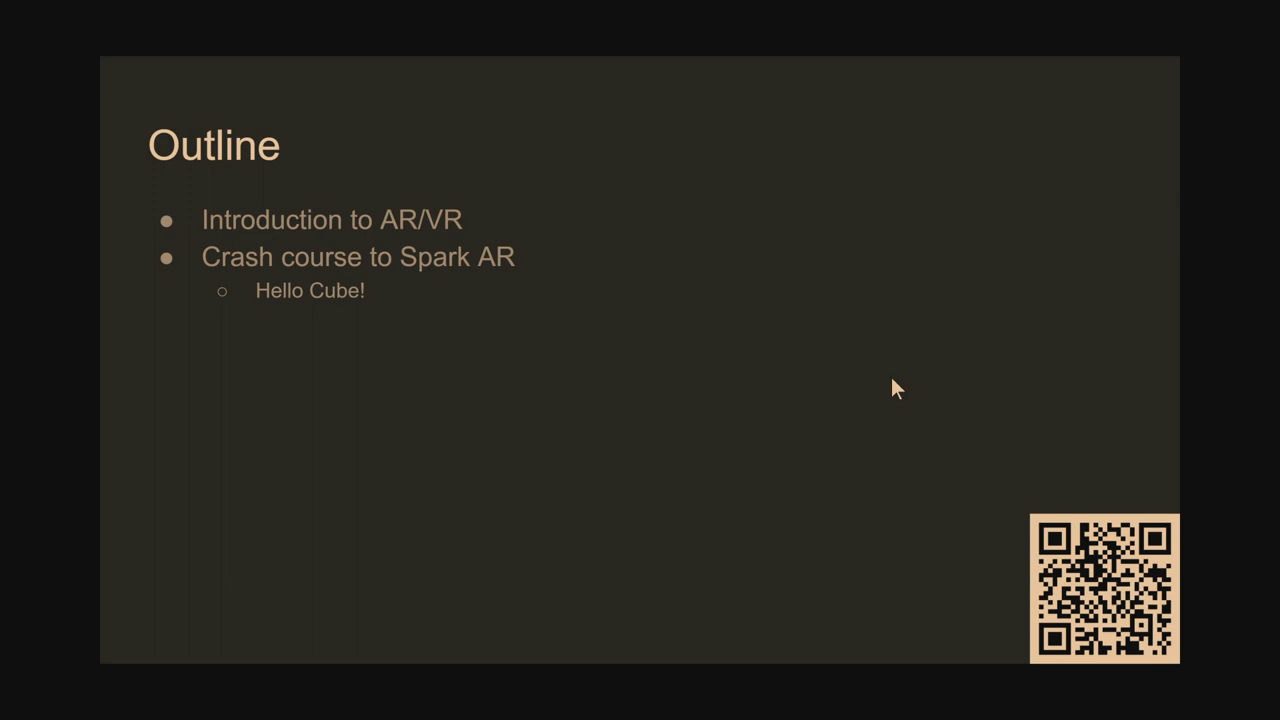 Outline
● Introduction to AR/VR
● Crash course to Spark AR
○ Hello Cube!